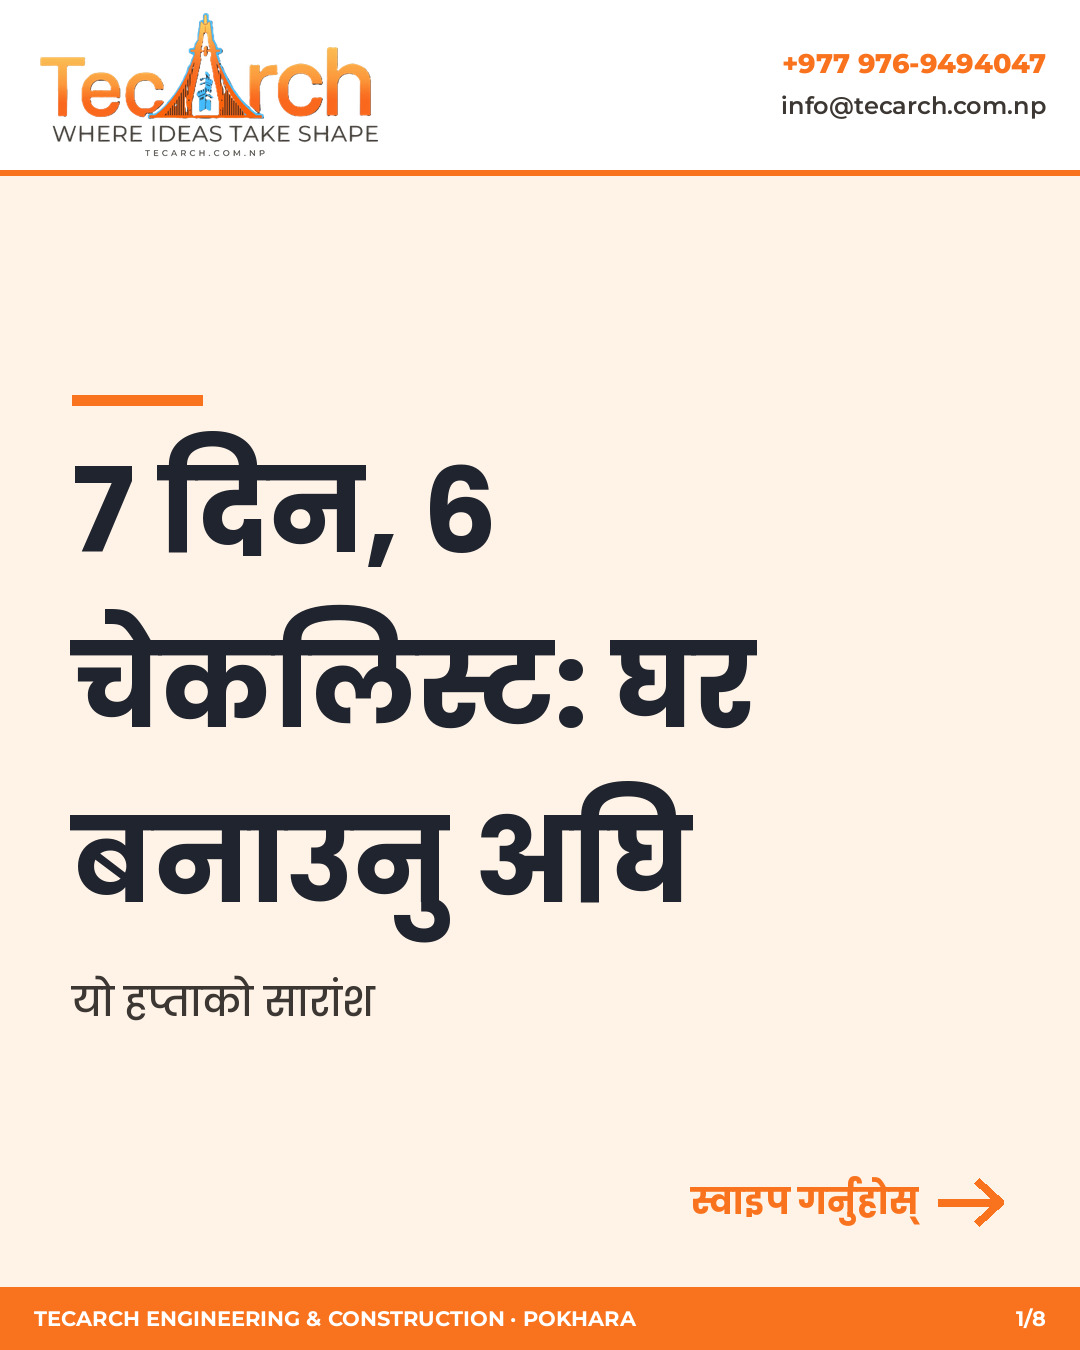 TecArch
WHERE IDEAS TAKE SHAPE
TECARCH.COM.NP
+977 976-9494047
info@tecarch.com.np
7 दिन, 6
चेकलिस्ट: घर
बनाउनु अघि
यो हप्ताको सारांश
स्वाइप गर्नुहोस्
TECARCH ENGINEERING & CONSTRUCTION · POKHARA
1/8